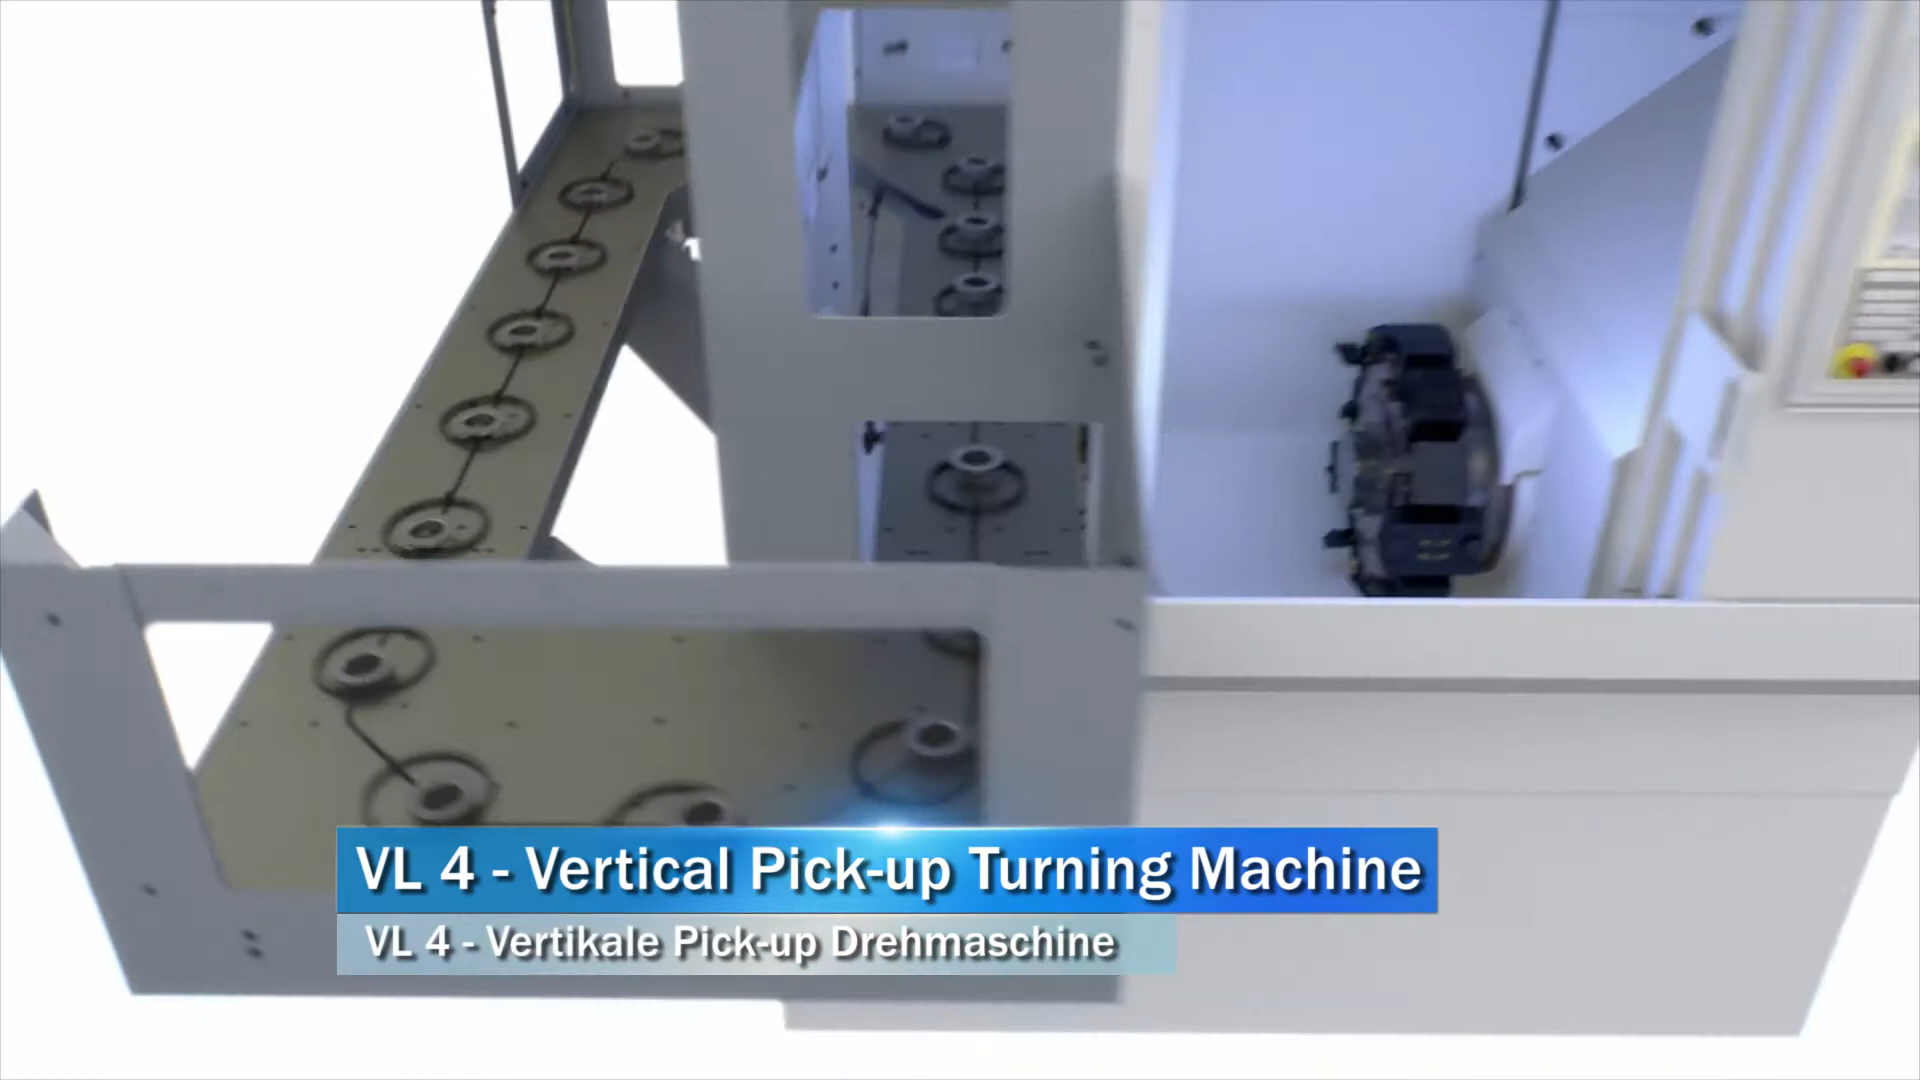 VL 4 - Vertical Pick-up Turning Machine
VL 4 - Vertikale Pick-up Drehmaschine